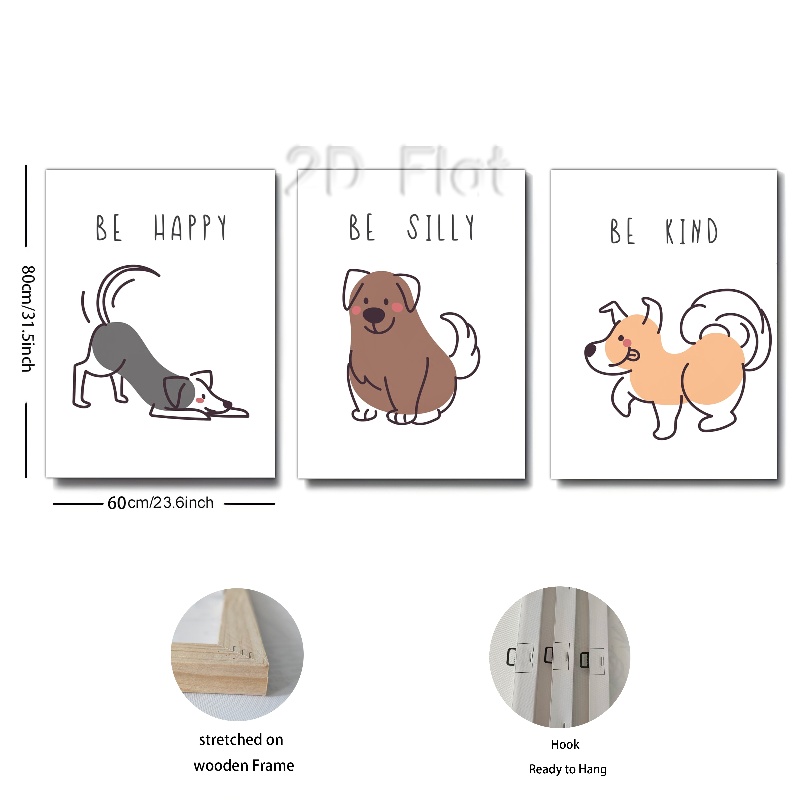 2D Flat
BE HAPPY
BE SILLY
BE KIND
80cm/31.5inch
60cm/23.6inch
stretched on
wooden Frame
Hook
Ready to Hang